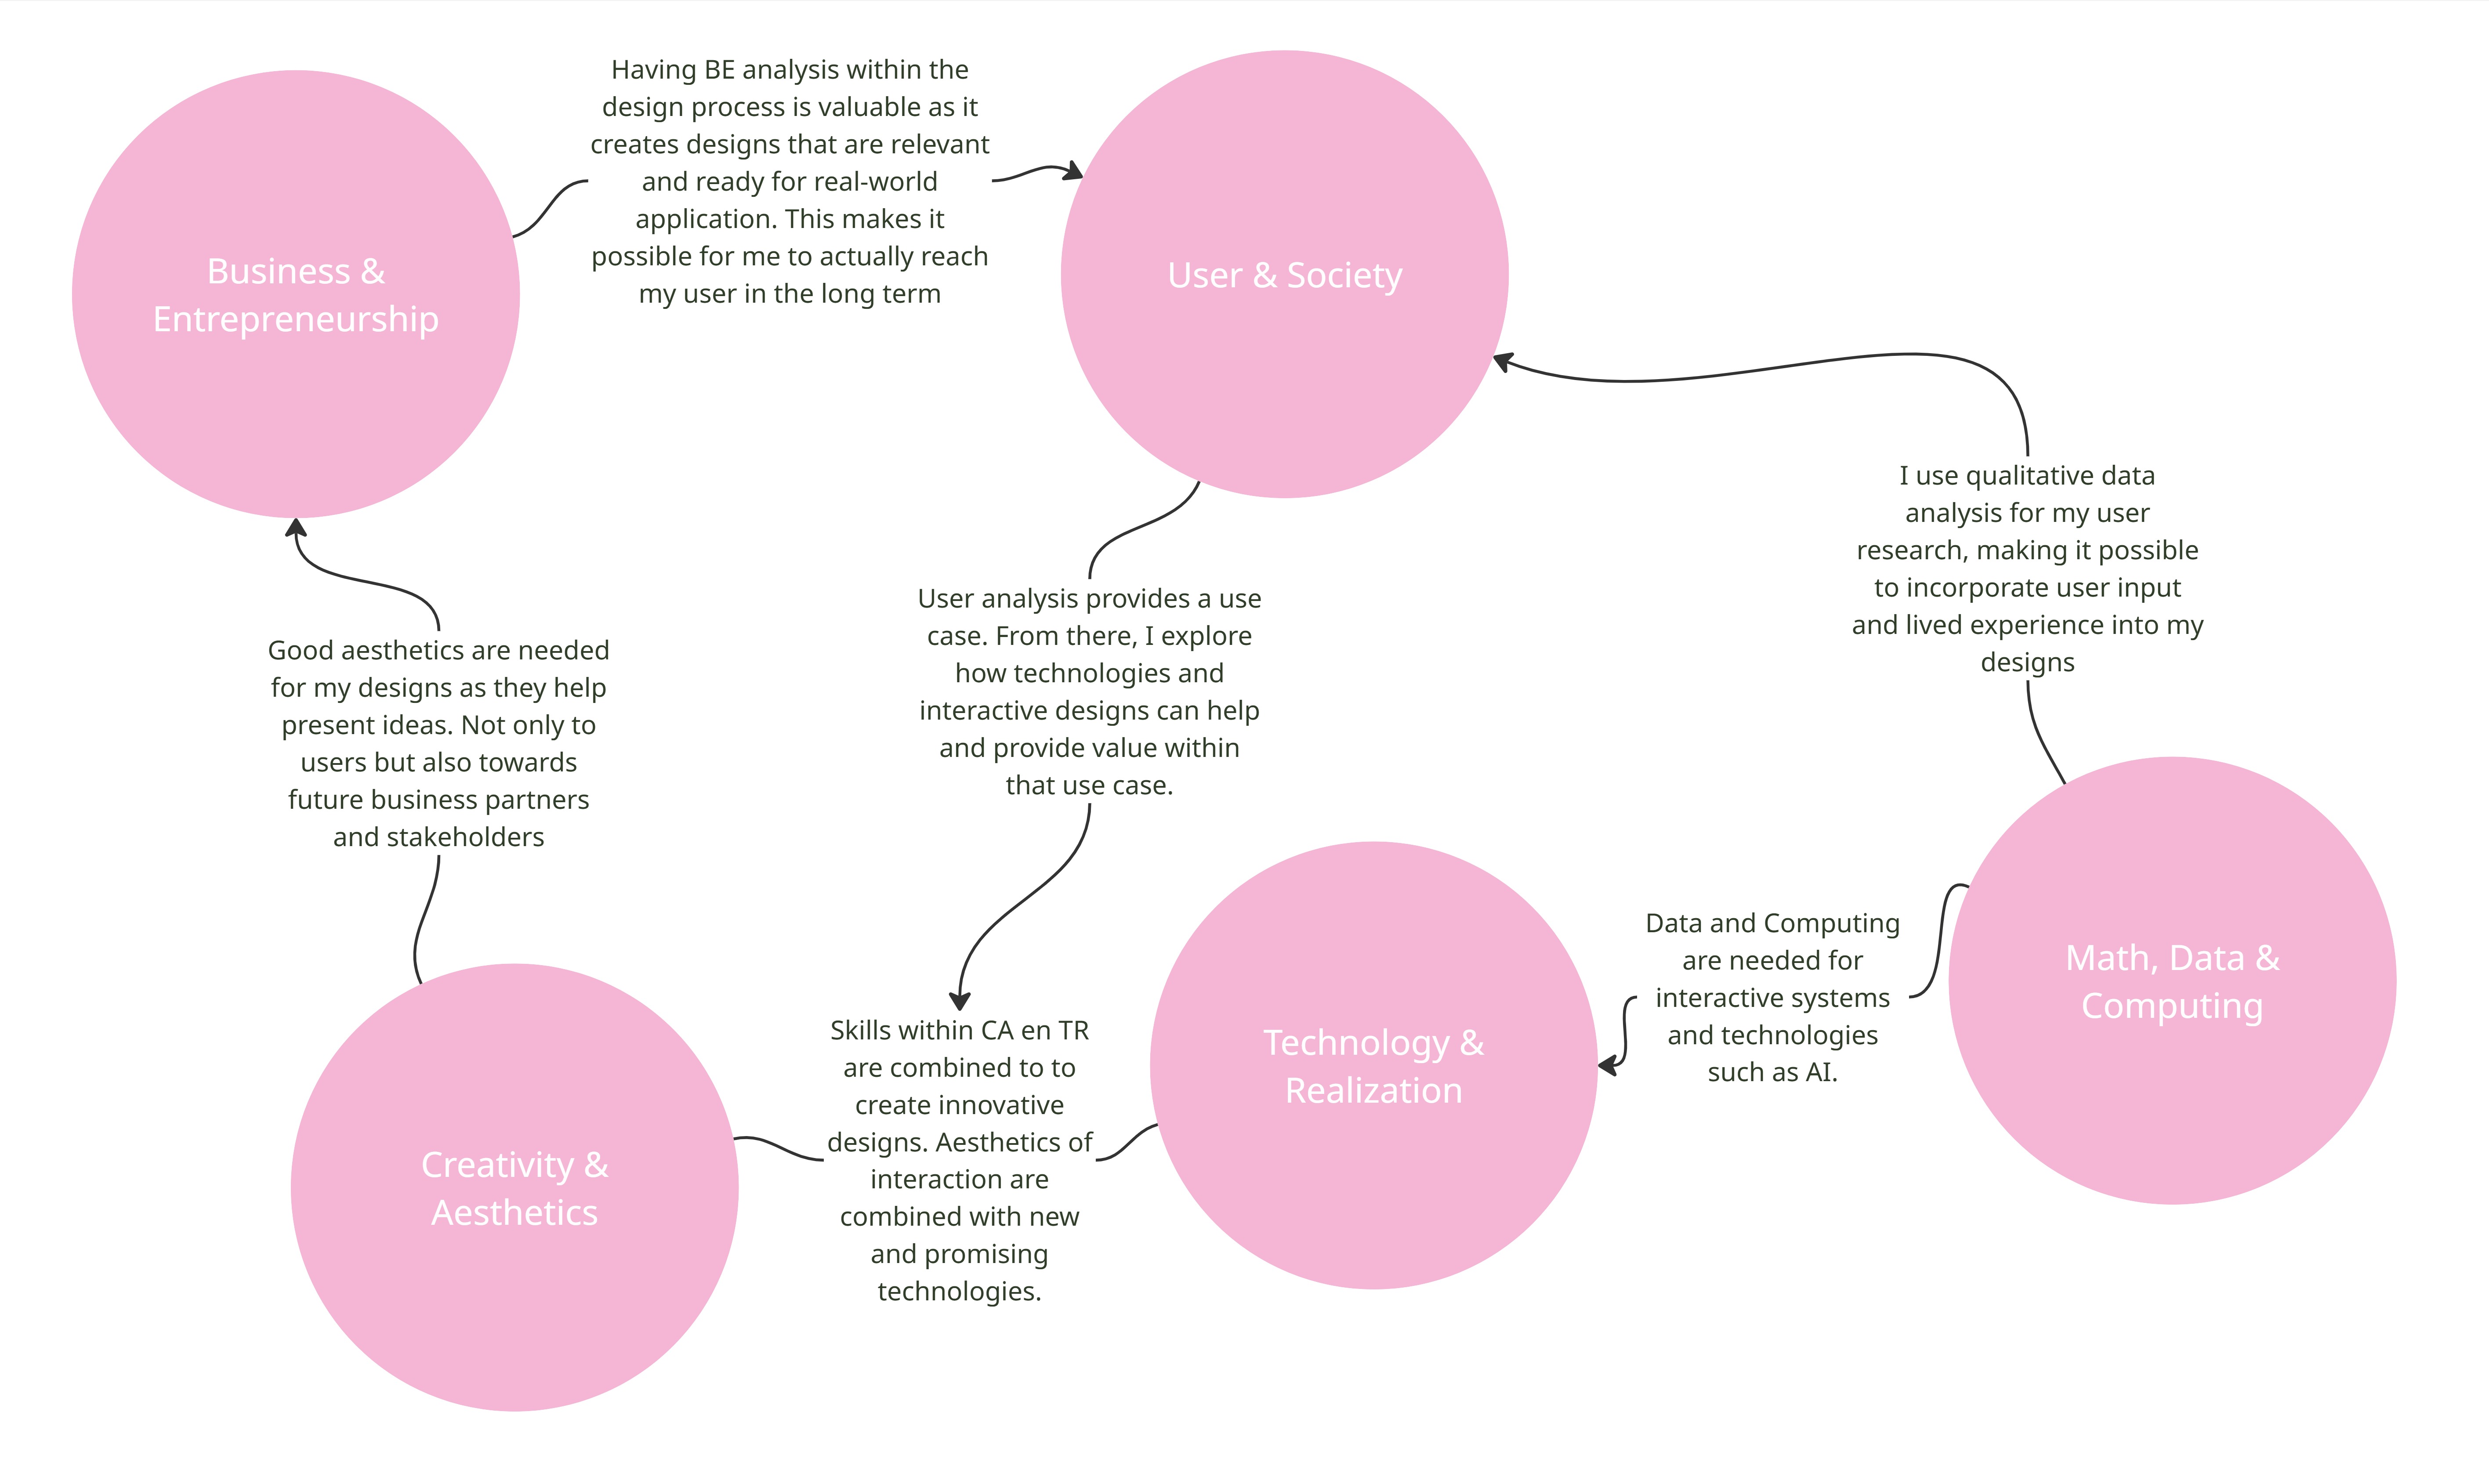 Business &
Entrepreneurship
Having BE analysis within the
design process is valuable as it
creates designs that are relevant
and ready for real-world
application. This makes it
possible for me to actually reach
my user in the long term
User & Society
I use qualitative data
analysis for my user
research, making it possible
to incorporate user input
and lived experience into my
designs
User analysis provides a use
case. From there, I explore
how technologies and
interactive designs can help
and provide value within
that use case.
Good aesthetics are needed
for my designs as they help
present ideas. Not only to
users but also towards
future business partners
and stakeholders
Creativity &
Aesthetics
Skills within CA en TR
are combined to to
create innovative
designs. Aesthetics of
interaction are
combined with new
and promising
technologies.
Technology &
Realization
Data and Computing
are needed for
interactive systems
and technologies
such as AI.
Math, Data &
Computing